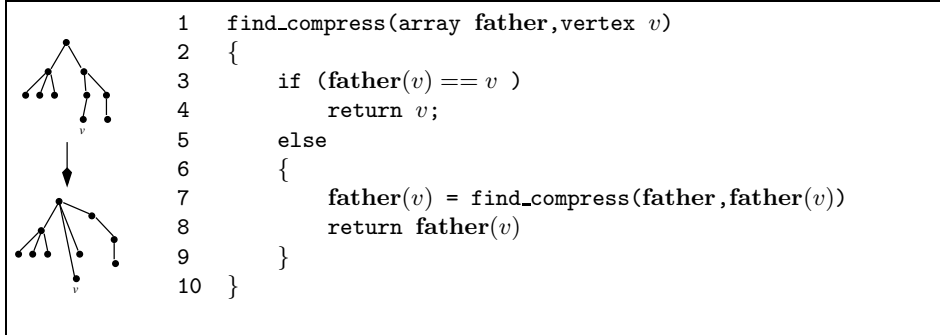 1 find_compress(array father,vertex v)
2 {
3 if (father(v) == v )
4 return v;
5 else
6 {
7 father(v) = find_compress(father,father(v))
8 return father(v)
9 }
10 }
v
v